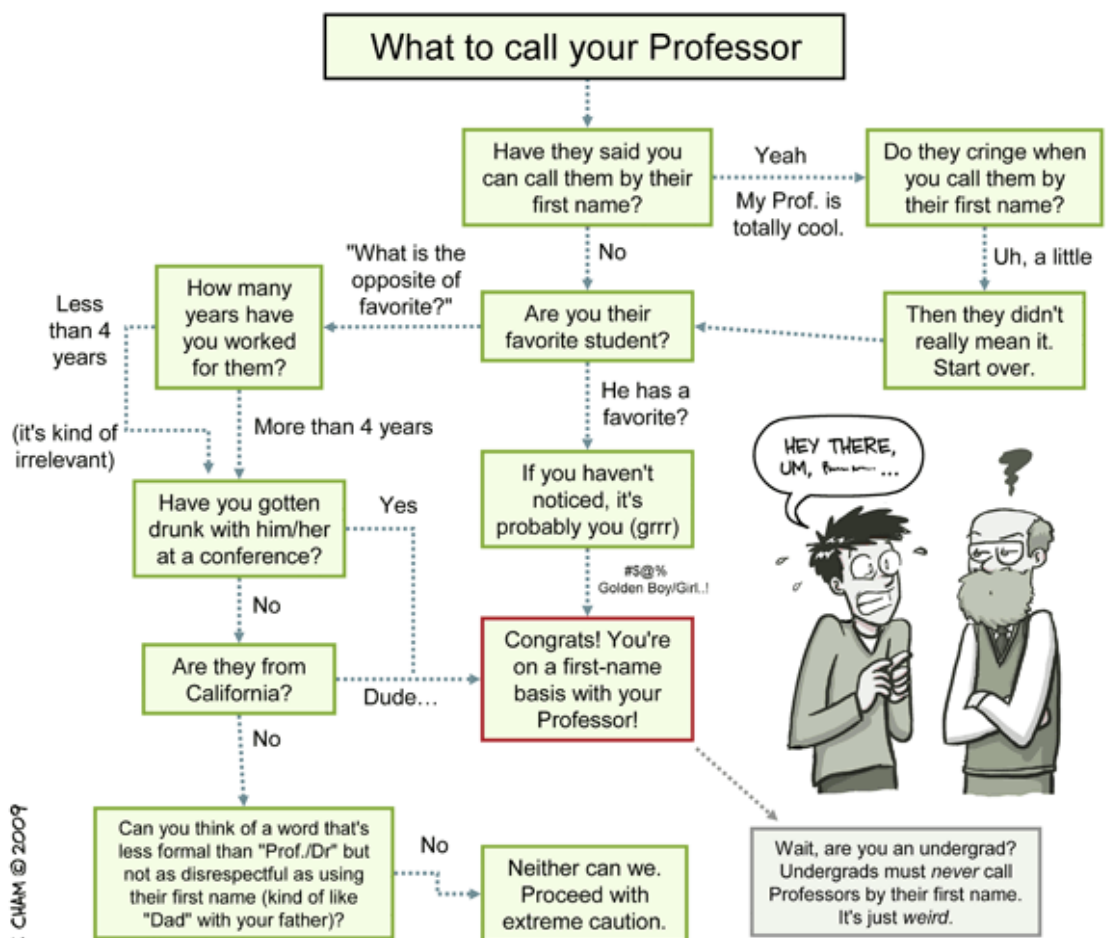 What to call your Professor
Have they said you
can call them by their
first name?
Yeah
My Prof. is
totally cool.
Do they cringe when
you call them by
their first name?
No
Uh, a little
"What is the
opposite of
favorite?"
How many
years have
you worked
for them?
Less
than 4
years
Are you their
favorite student?
Then they didn't
really mean it.
Start over.
He has a
favorite?
(it's kind of
irrelevant)
More than 4 years
HEY THERE,
UM, ...
?
If you haven't
noticed, it's
probably you (grrr)
Have you gotten
drunk with him/her
at a conference?
Yes
#$@%
Golden Boy/Girl..!
No
Congrats! You're
on a first-name
basis with your
Professor!
Are they from
California?
Dude...
No
Can you think of a word that's
less formal than "Prof./Dr" but
not as disrespectful as using
their first name (kind of like
"Dad" with your father)?
No
Neither can we.
Proceed with
extreme caution.
Wait, are you an undergrad?
Undergrads must never call
Professors by their first name.
It's just weird.
CHAM © 2009